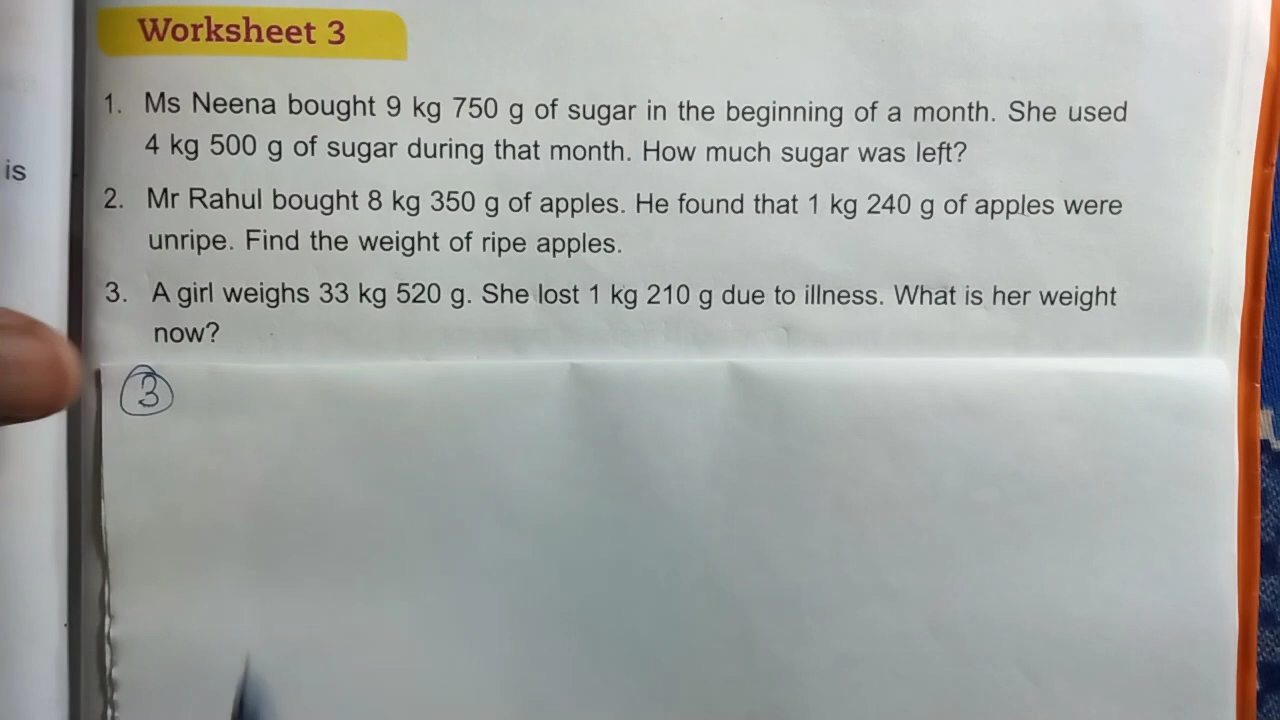 Worksheet 3
1. Ms Neena bought 9 kg 750 g of sugar in the beginning of a month. She used
4 kg 500 g of sugar during that month. How much sugar was left?
is
2. Mr Rahul bought 8 kg 350 g of apples. He found that 1 kg 240 g of apples were
unripe. Find the weight of ripe apples.
3. A girl weighs 33 kg 520 g. She lost 1 kg 210 g due to illness. What is her weight
now?
3